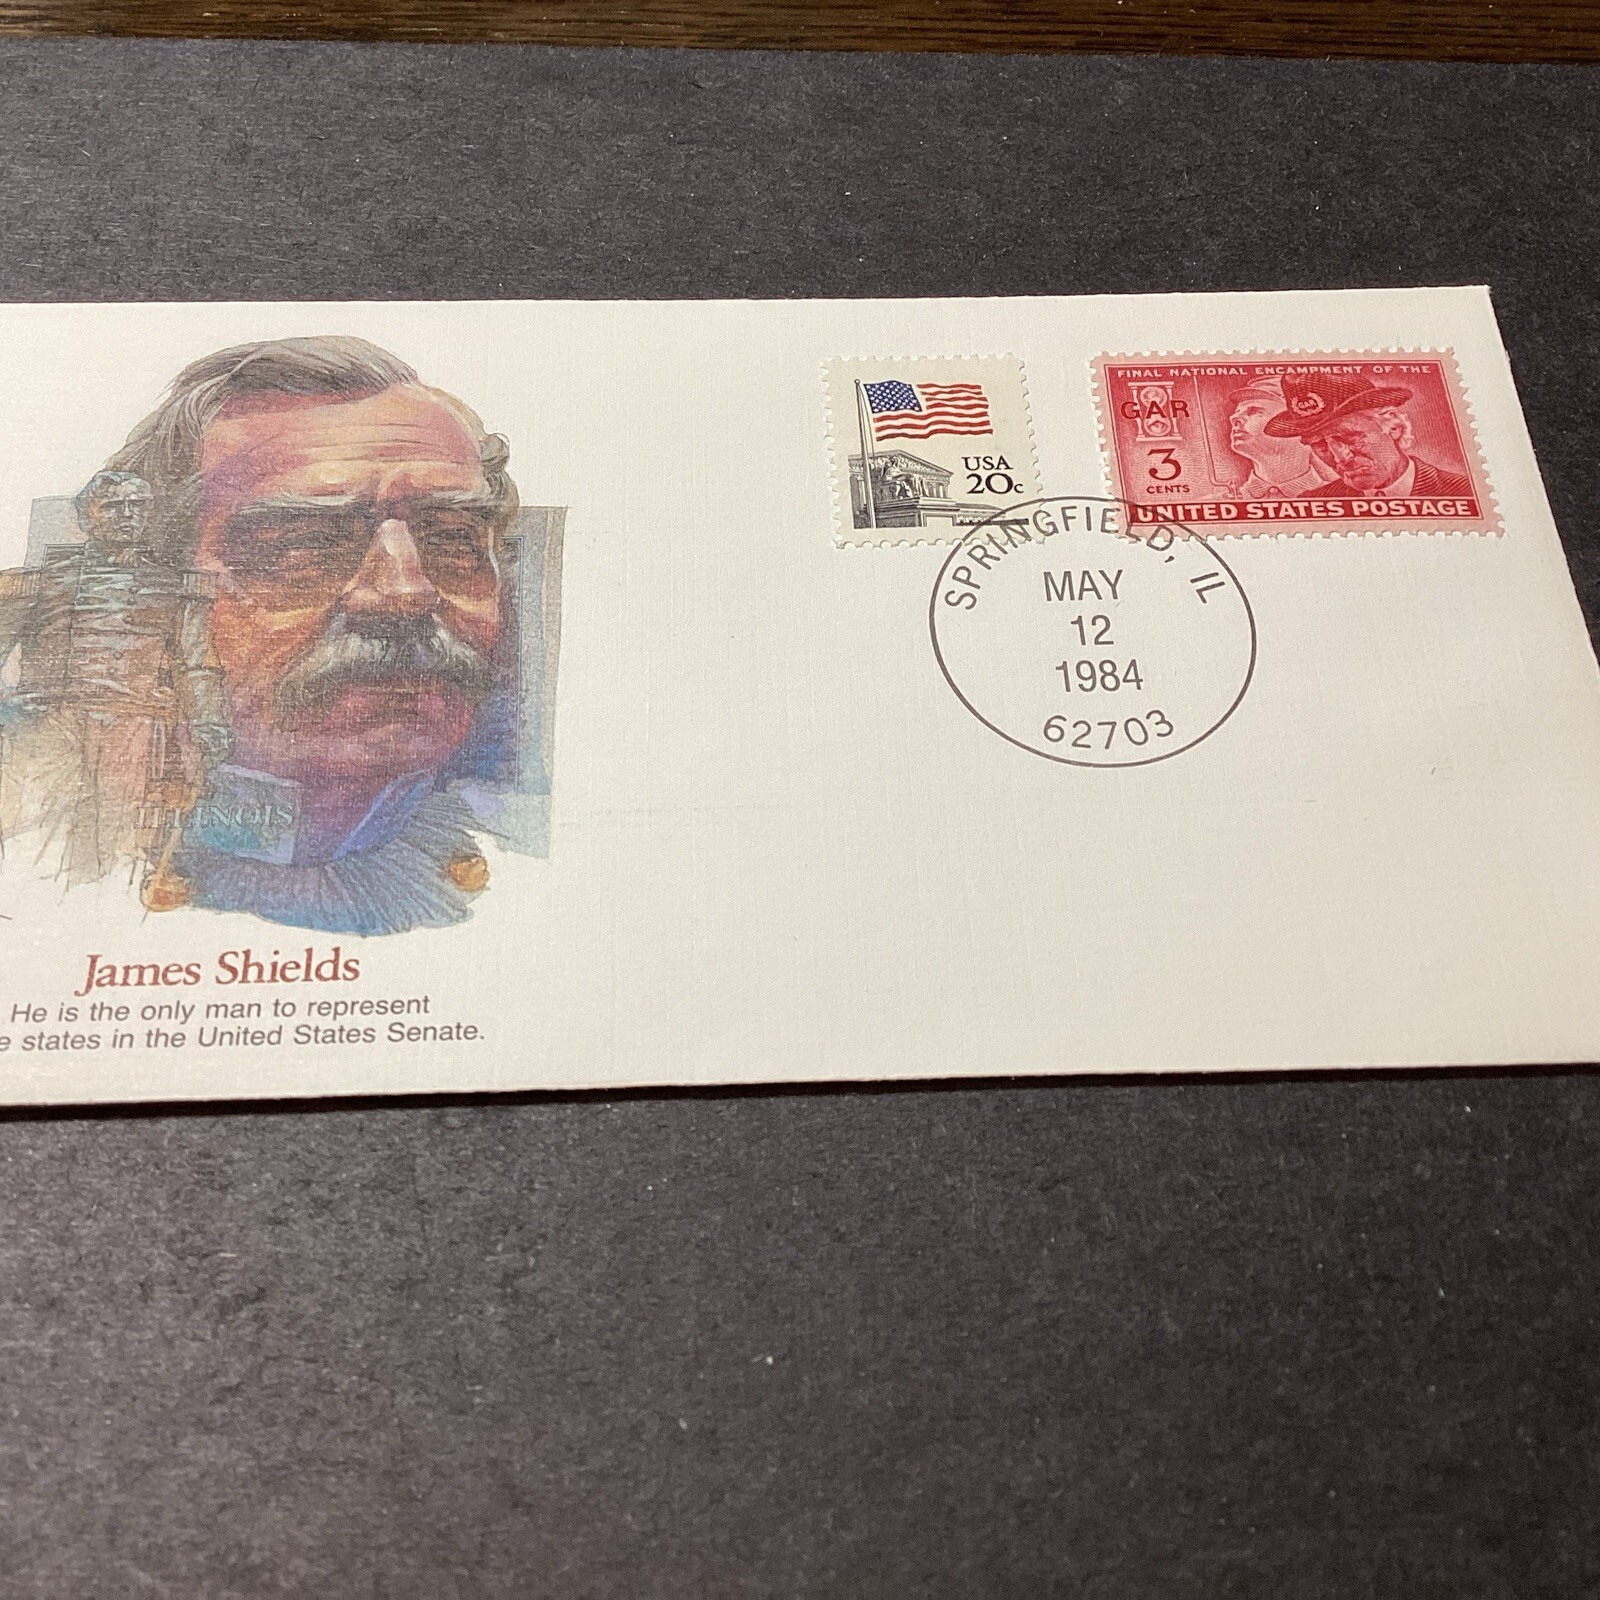 FINAL NATIONAL ENCAMPMENT OF THE
GAR
GAR
3
CENTS
UNITED STATES POSTAGE
USA
20c
SPRINGFIELD, IL
MAY
12
1984
62703
ILLINOIS
James Shields
He is the only man to represent
states in the United States Senate.